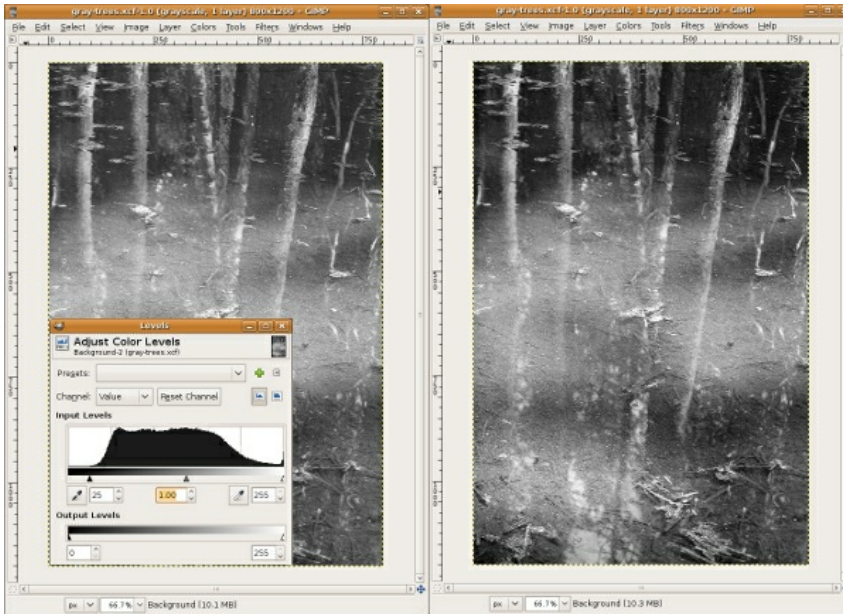 gray-trees.xcf-1.0 (grayscale, 1 layer) 800x1200 – GIMP
File Edit Select View Image Layer Colors Tools Filters Windows Help
0 250 500 750
Levels
Adjust Color Levels
Background-2 (gray-trees.xcf)
Presets:
Channel: Value Reset Channel
Input Levels
25 1.00 255
Output Levels
0 255
px 66.7% Background (10.1 MB)
gray-trees.xcf-1.0 (grayscale, 1 layer) 800x1200 – GIMP
File Edit Select View Image Layer Colors Tools Filters Windows Help
0 250 500 750
px 66.7% Background (10.3 MB)